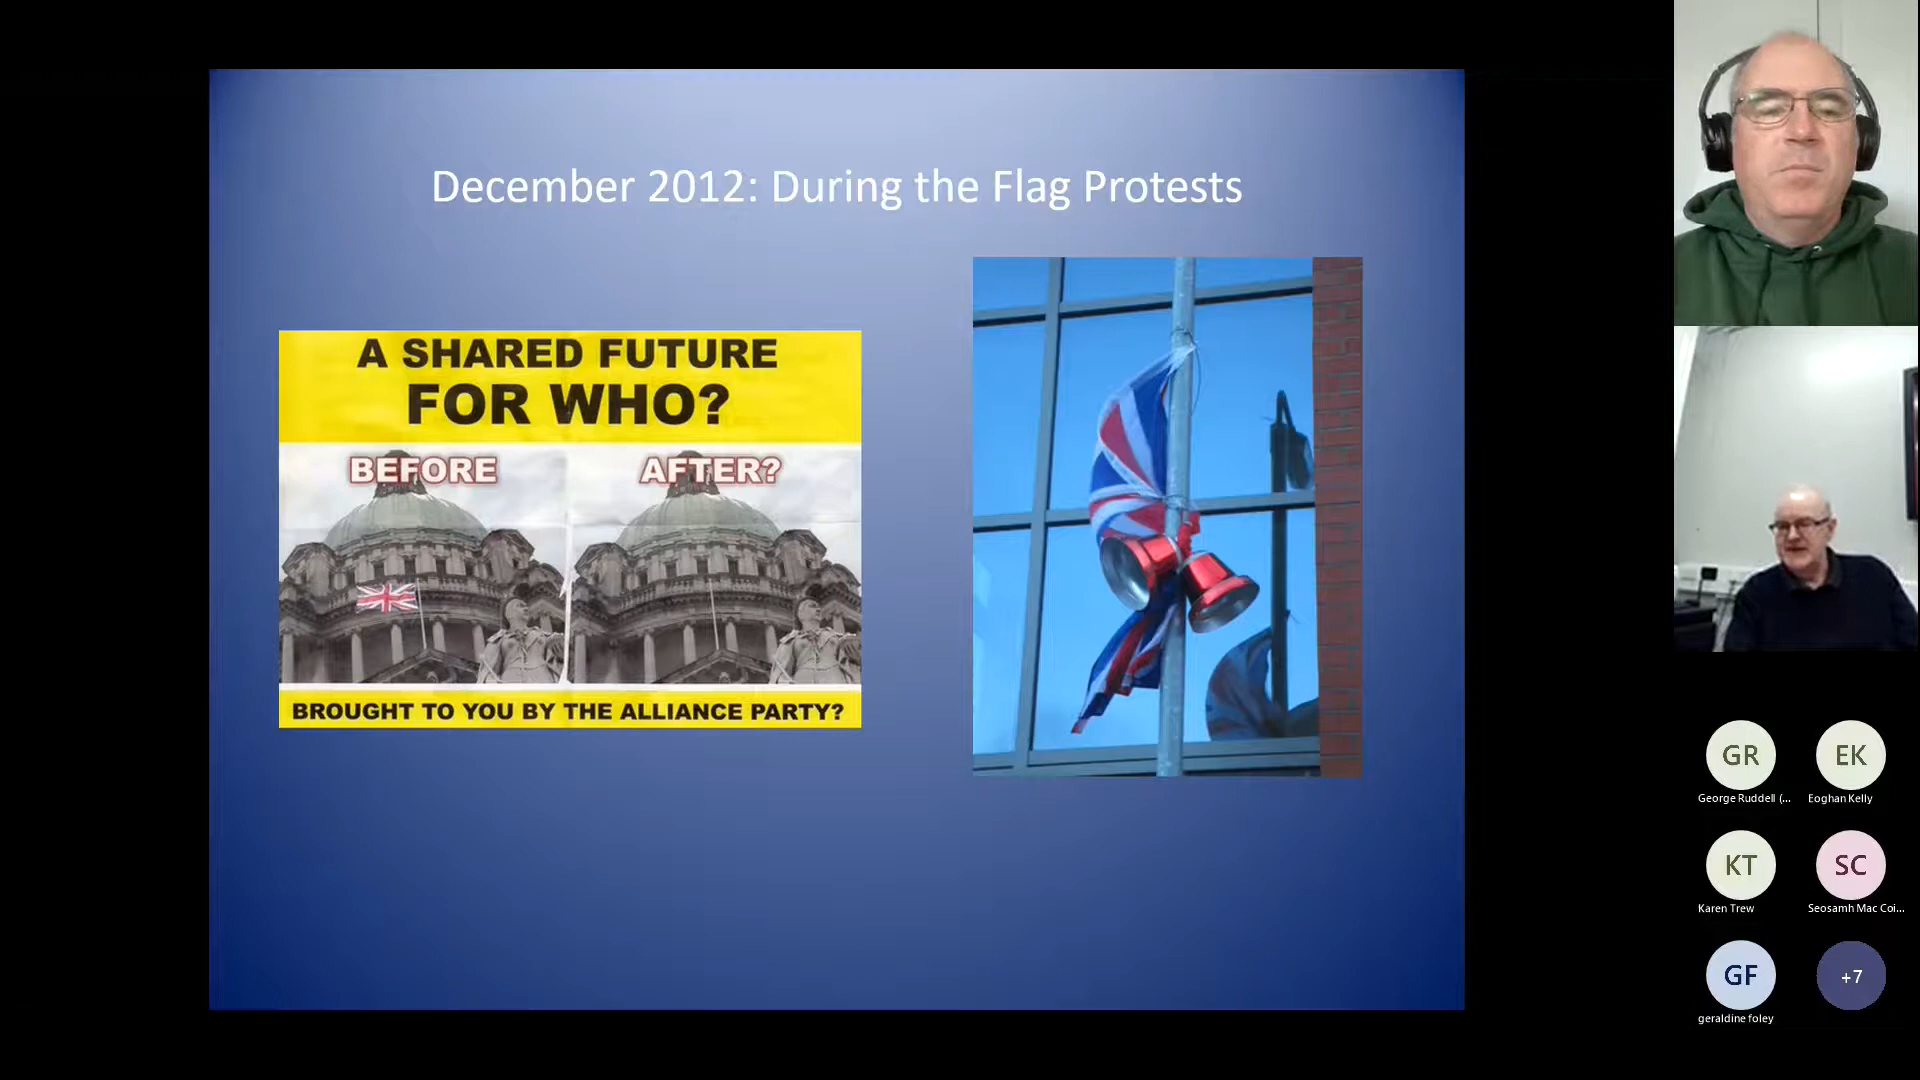 December 2012: During the Flag Protests
A SHARED FUTURE
FOR WHO?
BEFORE
AFTER?
BROUGHT TO YOU BY THE ALLIANCE PARTY?
GR
EK
George Ruddell (...
Eoghan Kelly
KT
SC
Karen Trew
Seosamh Mac Coi...
GF
+7
geraldine foley